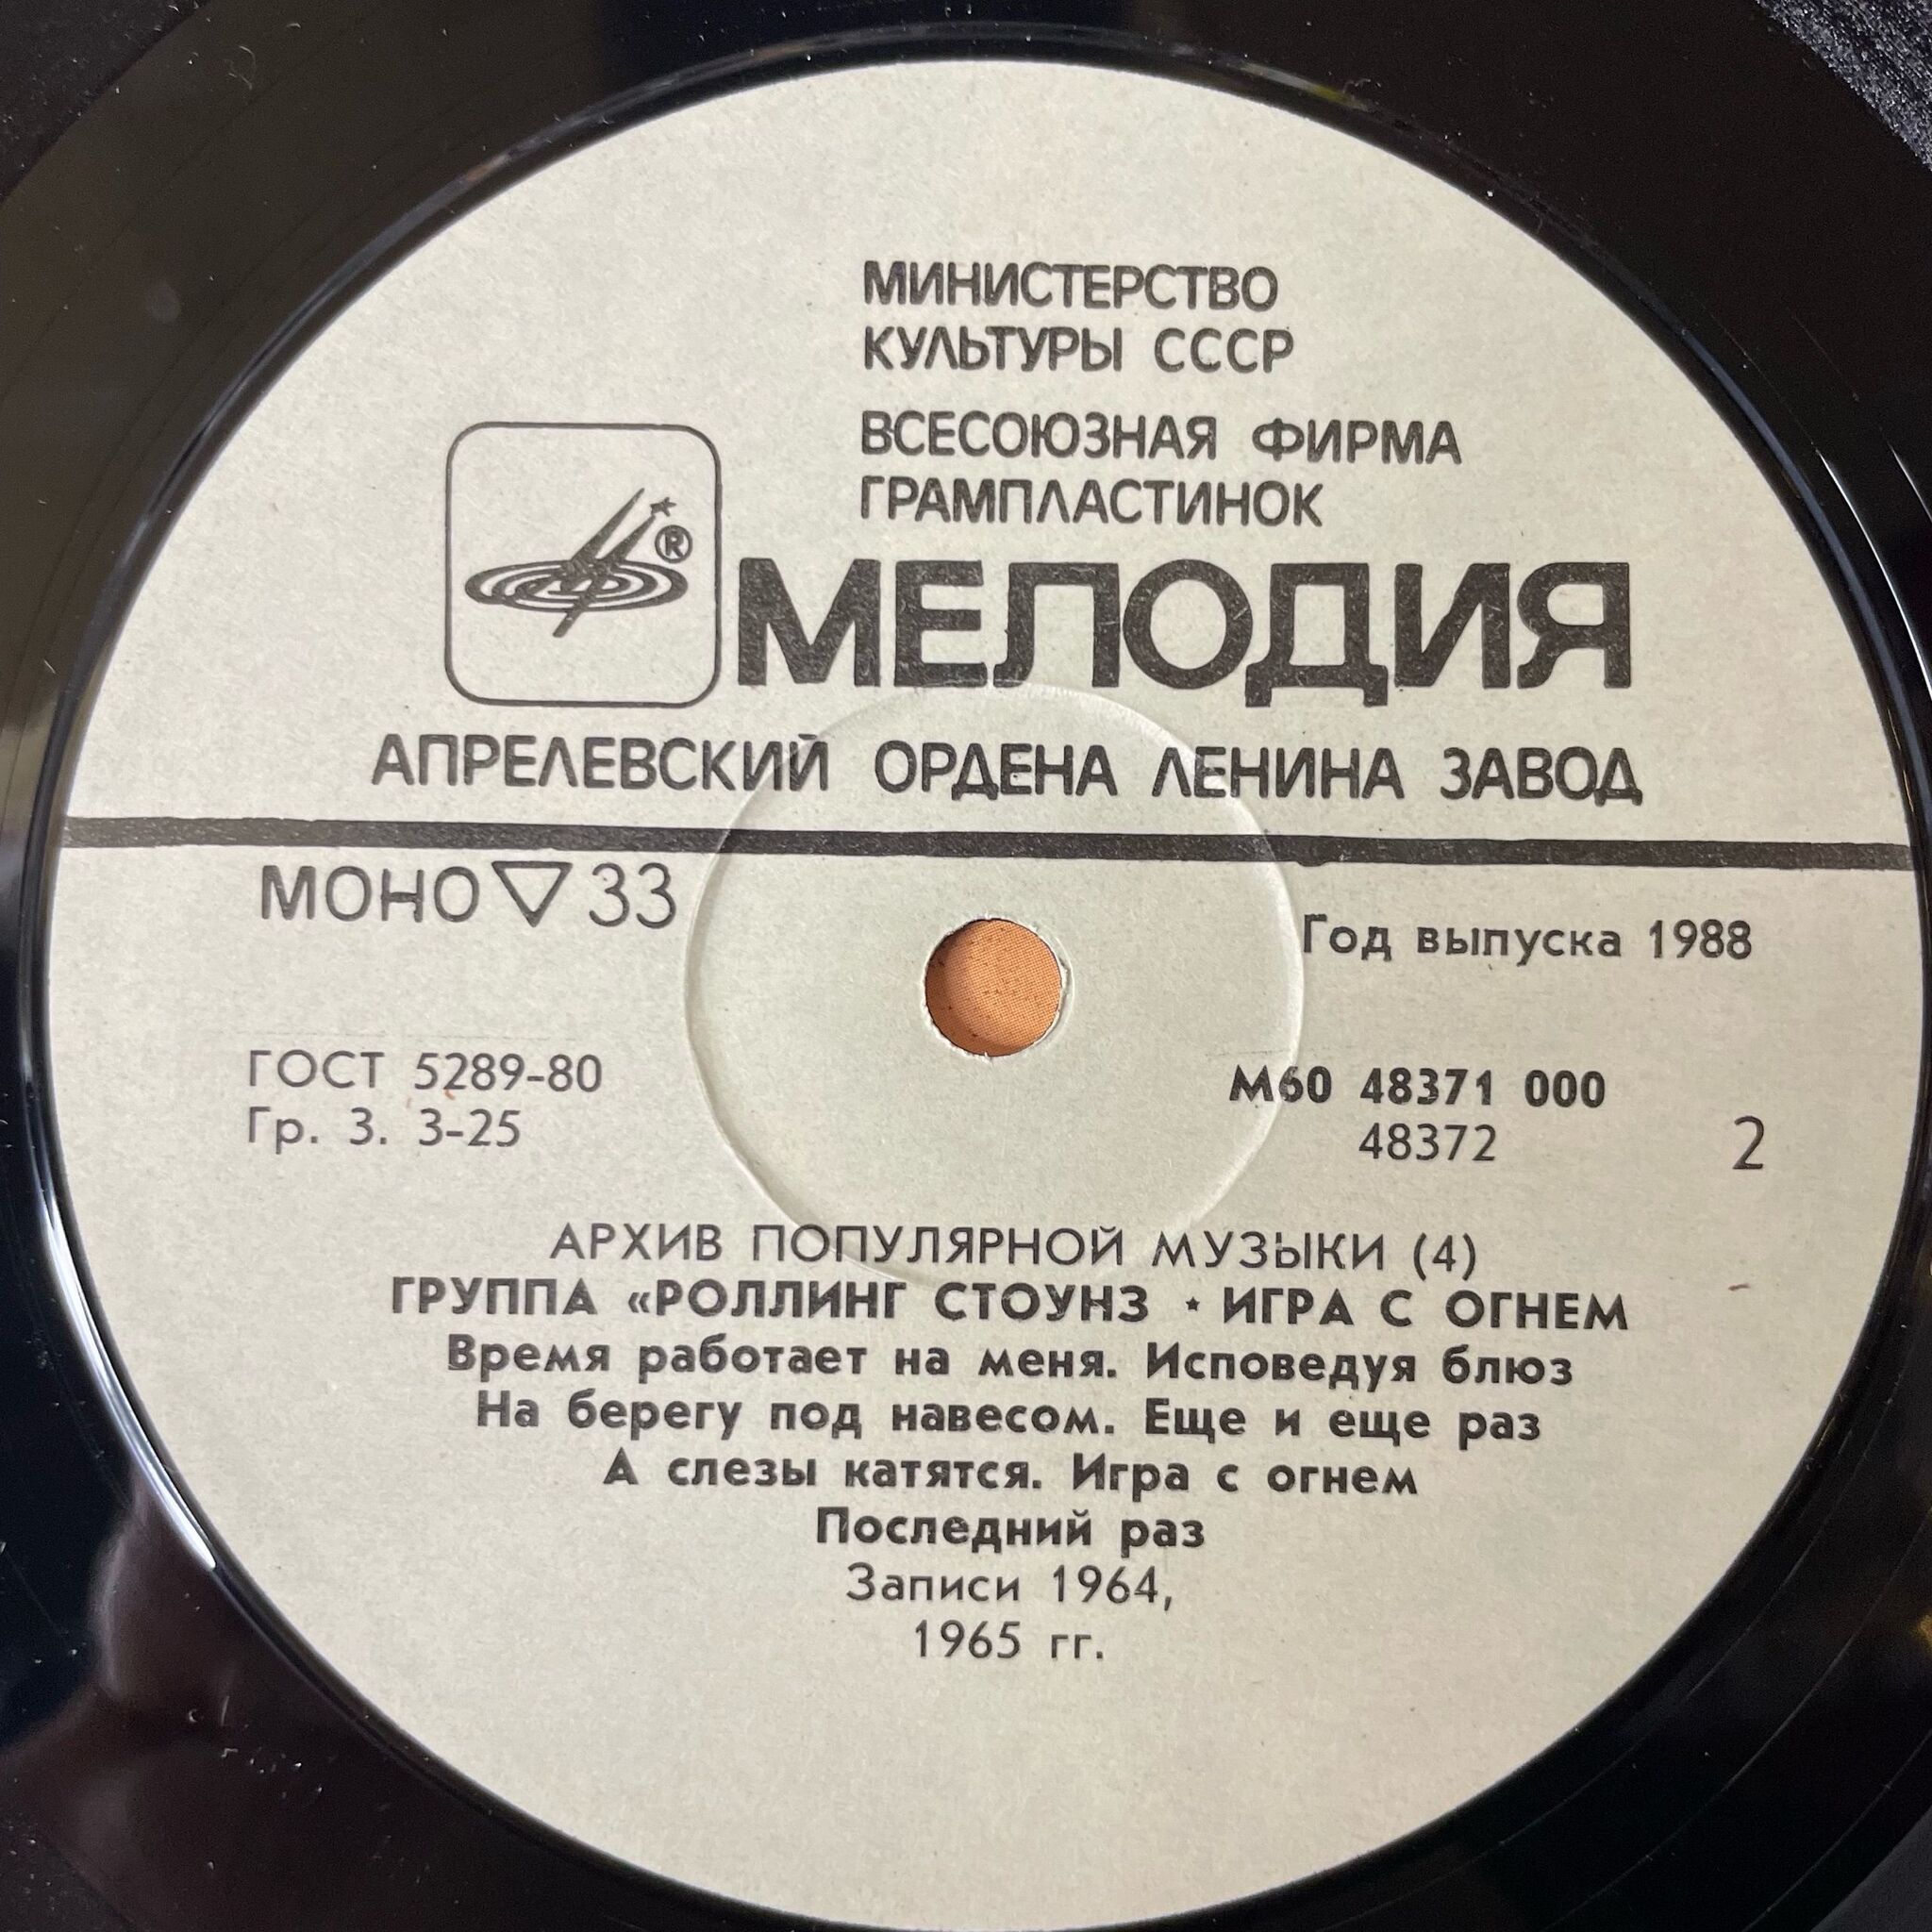 МИНИСТЕРСТВО
КУЛЬТУРЫ СССР
ВСЕСОЮЗНАЯ ФИРМА
ГРАМПЛАСТИНОК
®
МЕЛОДИЯ
АПРЕЛЕВСКИЙ ОРДЕНА ЛЕНИНА ЗАВОД
МОНО ▽ 33
Год выпуска 1988
ГОСТ 5289-80
Гр. 3. 3-25
М60 48371 000
48372
2
АРХИВ ПОПУЛЯРНОЙ МУЗЫКИ (4)
ГРУППА «РОЛЛИНГ СТОУНЗ ⋆ ИГРА С ОГНЕМ
Время работает на меня. Исповедуя блюз
На берегу под навесом. Еще и еще раз
А слезы катятся. Игра с огнем
Последний раз
Записи 1964,
1965 гг.